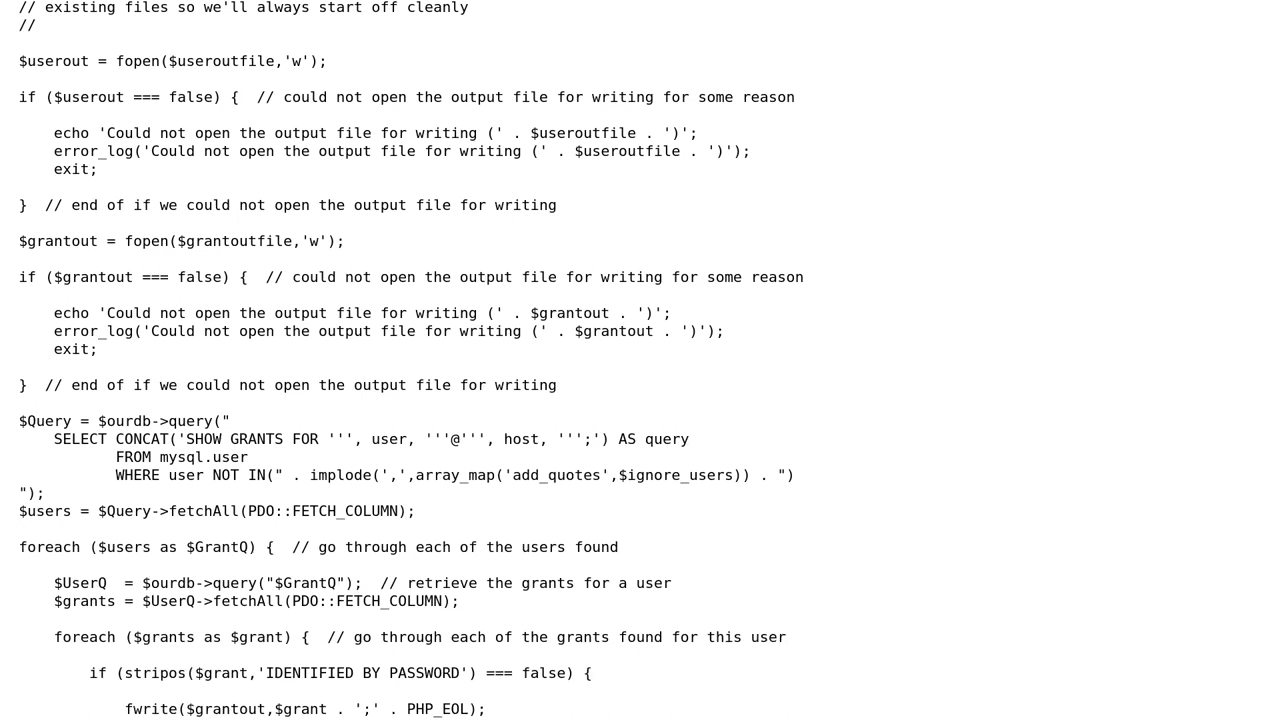 // existing files so we'll always start off cleanly
//
$userout = fopen($useroutfile,'w');
if ($userout === false) {  // could not open the output file for writing for some reason
    echo 'Could not open the output file for writing (' . $useroutfile . ')';
    error_log('Could not open the output file for writing (' . $useroutfile . ')');
    exit;
}  // end of if we could not open the output file for writing
$grantout = fopen($grantoutfile,'w');
if ($grantout === false) {  // could not open the output file for writing for some reason
    echo 'Could not open the output file for writing (' . $grantout . ')';
    error_log('Could not open the output file for writing (' . $grantout . ')');
    exit;
}  // end of if we could not open the output file for writing
$Query = $ourdb->query("
    SELECT CONCAT('SHOW GRANTS FOR ''', user, '''@''', host, ''';') AS query
           FROM mysql.user
           WHERE user NOT IN(" . implode(',',array_map('add_quotes',$ignore_users)) . ")
");
$users = $Query->fetchAll(PDO::FETCH_COLUMN);
foreach ($users as $GrantQ) {  // go through each of the users found
    $UserQ  = $ourdb->query("$GrantQ");  // retrieve the grants for a user
    $grants = $UserQ->fetchAll(PDO::FETCH_COLUMN);
    foreach ($grants as $grant) {  // go through each of the grants found for this user
        if (stripos($grant,'IDENTIFIED BY PASSWORD') === false) {
            fwrite($grantout,$grant . ';' . PHP_EOL);